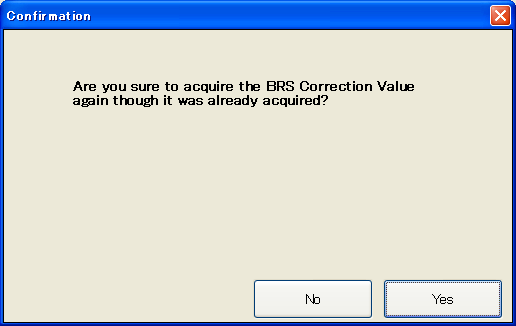 Confirmation
Are you sure to acquire the BRS Correction Value
again though it was already acquired?
No
Yes